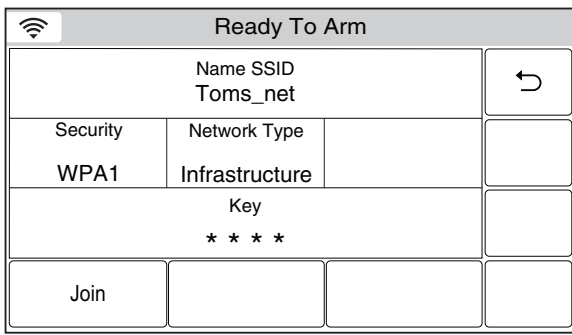 Ready To Arm
Name SSID
Toms_net
Security
Network Type
WPA1
Infrastructure
Key
* * * *
Join